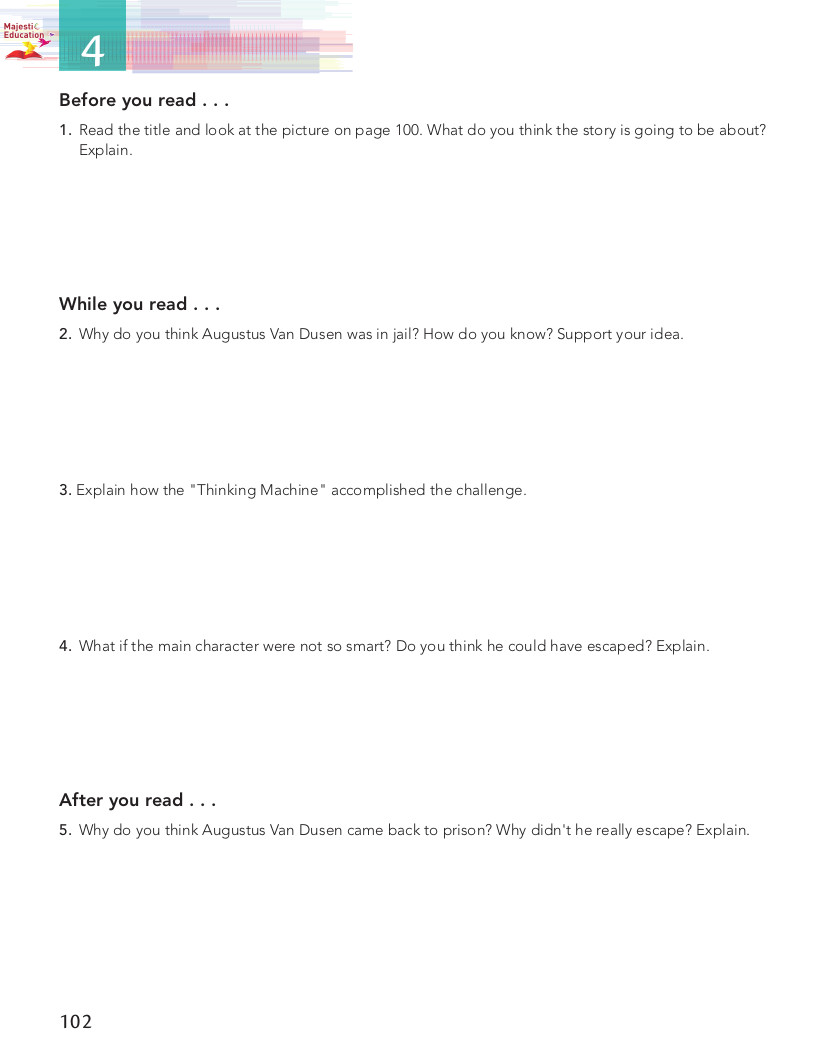 Majestic
Education
4
Before you read . . .
1. Read the title and look at the picture on page 100. What do you think the story is going to be about?
Explain.
While you read . . .
2. Why do you think Augustus Van Dusen was in jail? How do you know? Support your idea.
3. Explain how the "Thinking Machine" accomplished the challenge.
4. What if the main character were not so smart? Do you think he could have escaped? Explain.
After you read . . .
5. Why do you think Augustus Van Dusen came back to prison? Why didn't he really escape? Explain.
102